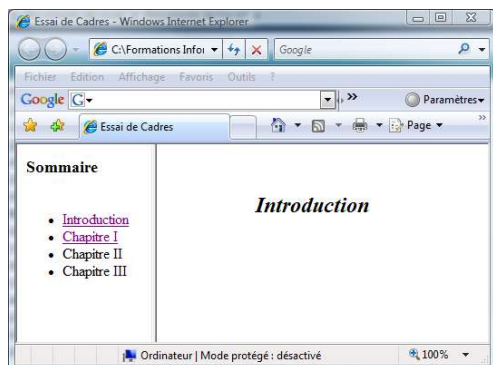 Essai de Cadres - Windows Internet Explorer
C:\Formations Infor Google
Fichier Edition Affichage Favoris Outils ?
Google G Paramètres
Essai de Cadres Page
Sommaire
Introduction
Introduction
Chapitre I
Chapitre II
Chapitre III
Ordinateur | Mode protégé : désactivé 100%